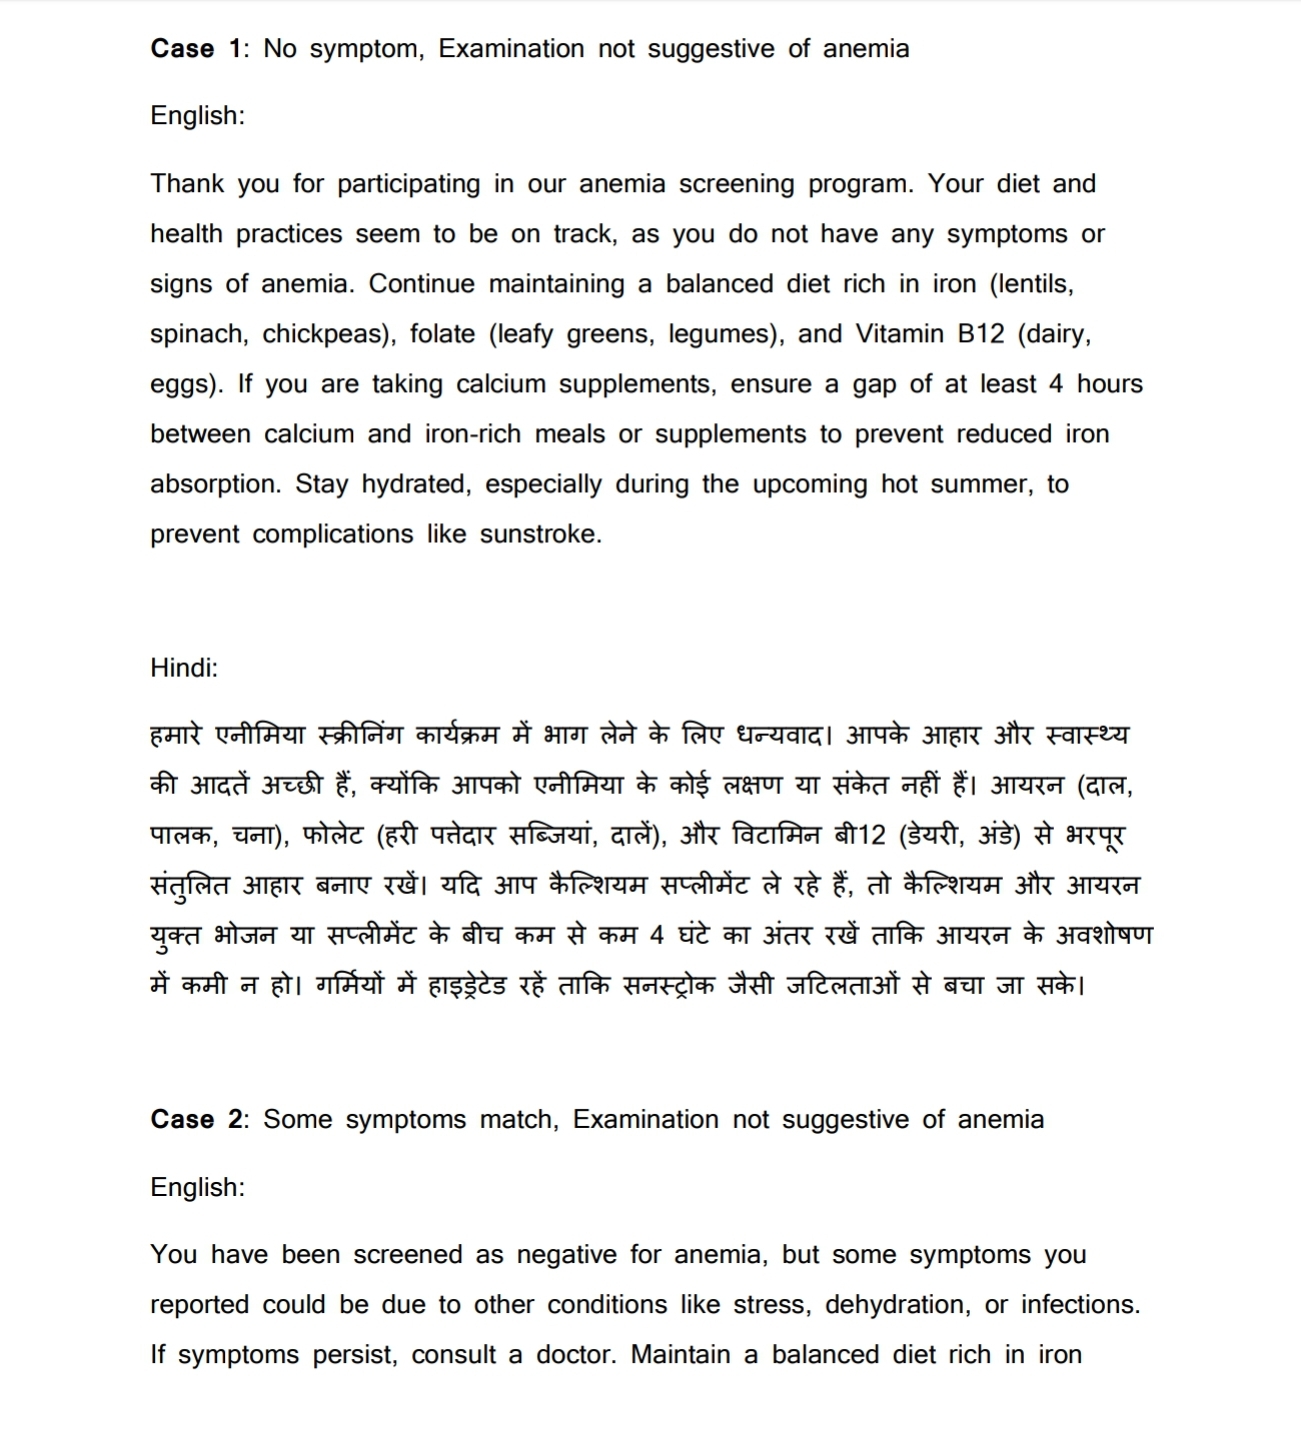 Case 1: No symptom, Examination not suggestive of anemia
English:
Thank you for participating in our anemia screening program. Your diet and
health practices seem to be on track, as you do not have any symptoms or
signs of anemia. Continue maintaining a balanced diet rich in iron (lentils,
spinach, chickpeas), folate (leafy greens, legumes), and Vitamin B12 (dairy,
eggs). If you are taking calcium supplements, ensure a gap of at least 4 hours
between calcium and iron-rich meals or supplements to prevent reduced iron
absorption. Stay hydrated, especially during the upcoming hot summer, to
prevent complications like sunstroke.
Hindi:
हमारे एनीमिया स्क्रीनिंग कार्यक्रम में भाग लेने के लिए धन्यवाद। आपके आहार और स्वास्थ्य
की आदतें अच्छी हैं, क्योंकि आपको एनीमिया के कोई लक्षण या संकेत नहीं हैं। आयरन (दाल,
पालक, चना), फोलेट (हरी पत्तेदार सब्जियां, दालें), और विटामिन बी12 (डेयरी, अंडे) से भरपूर
संतुलित आहार बनाए रखें। यदि आप कैल्शियम सप्लीमेंट ले रहे हैं, तो कैल्शियम और आयरन
युक्त भोजन या सप्लीमेंट के बीच कम से कम 4 घंटे का अंतर रखें ताकि आयरन के अवशोषण
में कमी न हो। गर्मियों में हाइड्रेटेड रहें ताकि सनस्ट्रोक जैसी जटिलताओं से बचा जा सके।
Case 2: Some symptoms match, Examination not suggestive of anemia
English:
You have been screened as negative for anemia, but some symptoms you
reported could be due to other conditions like stress, dehydration, or infections.
If symptoms persist, consult a doctor. Maintain a balanced diet rich in iron